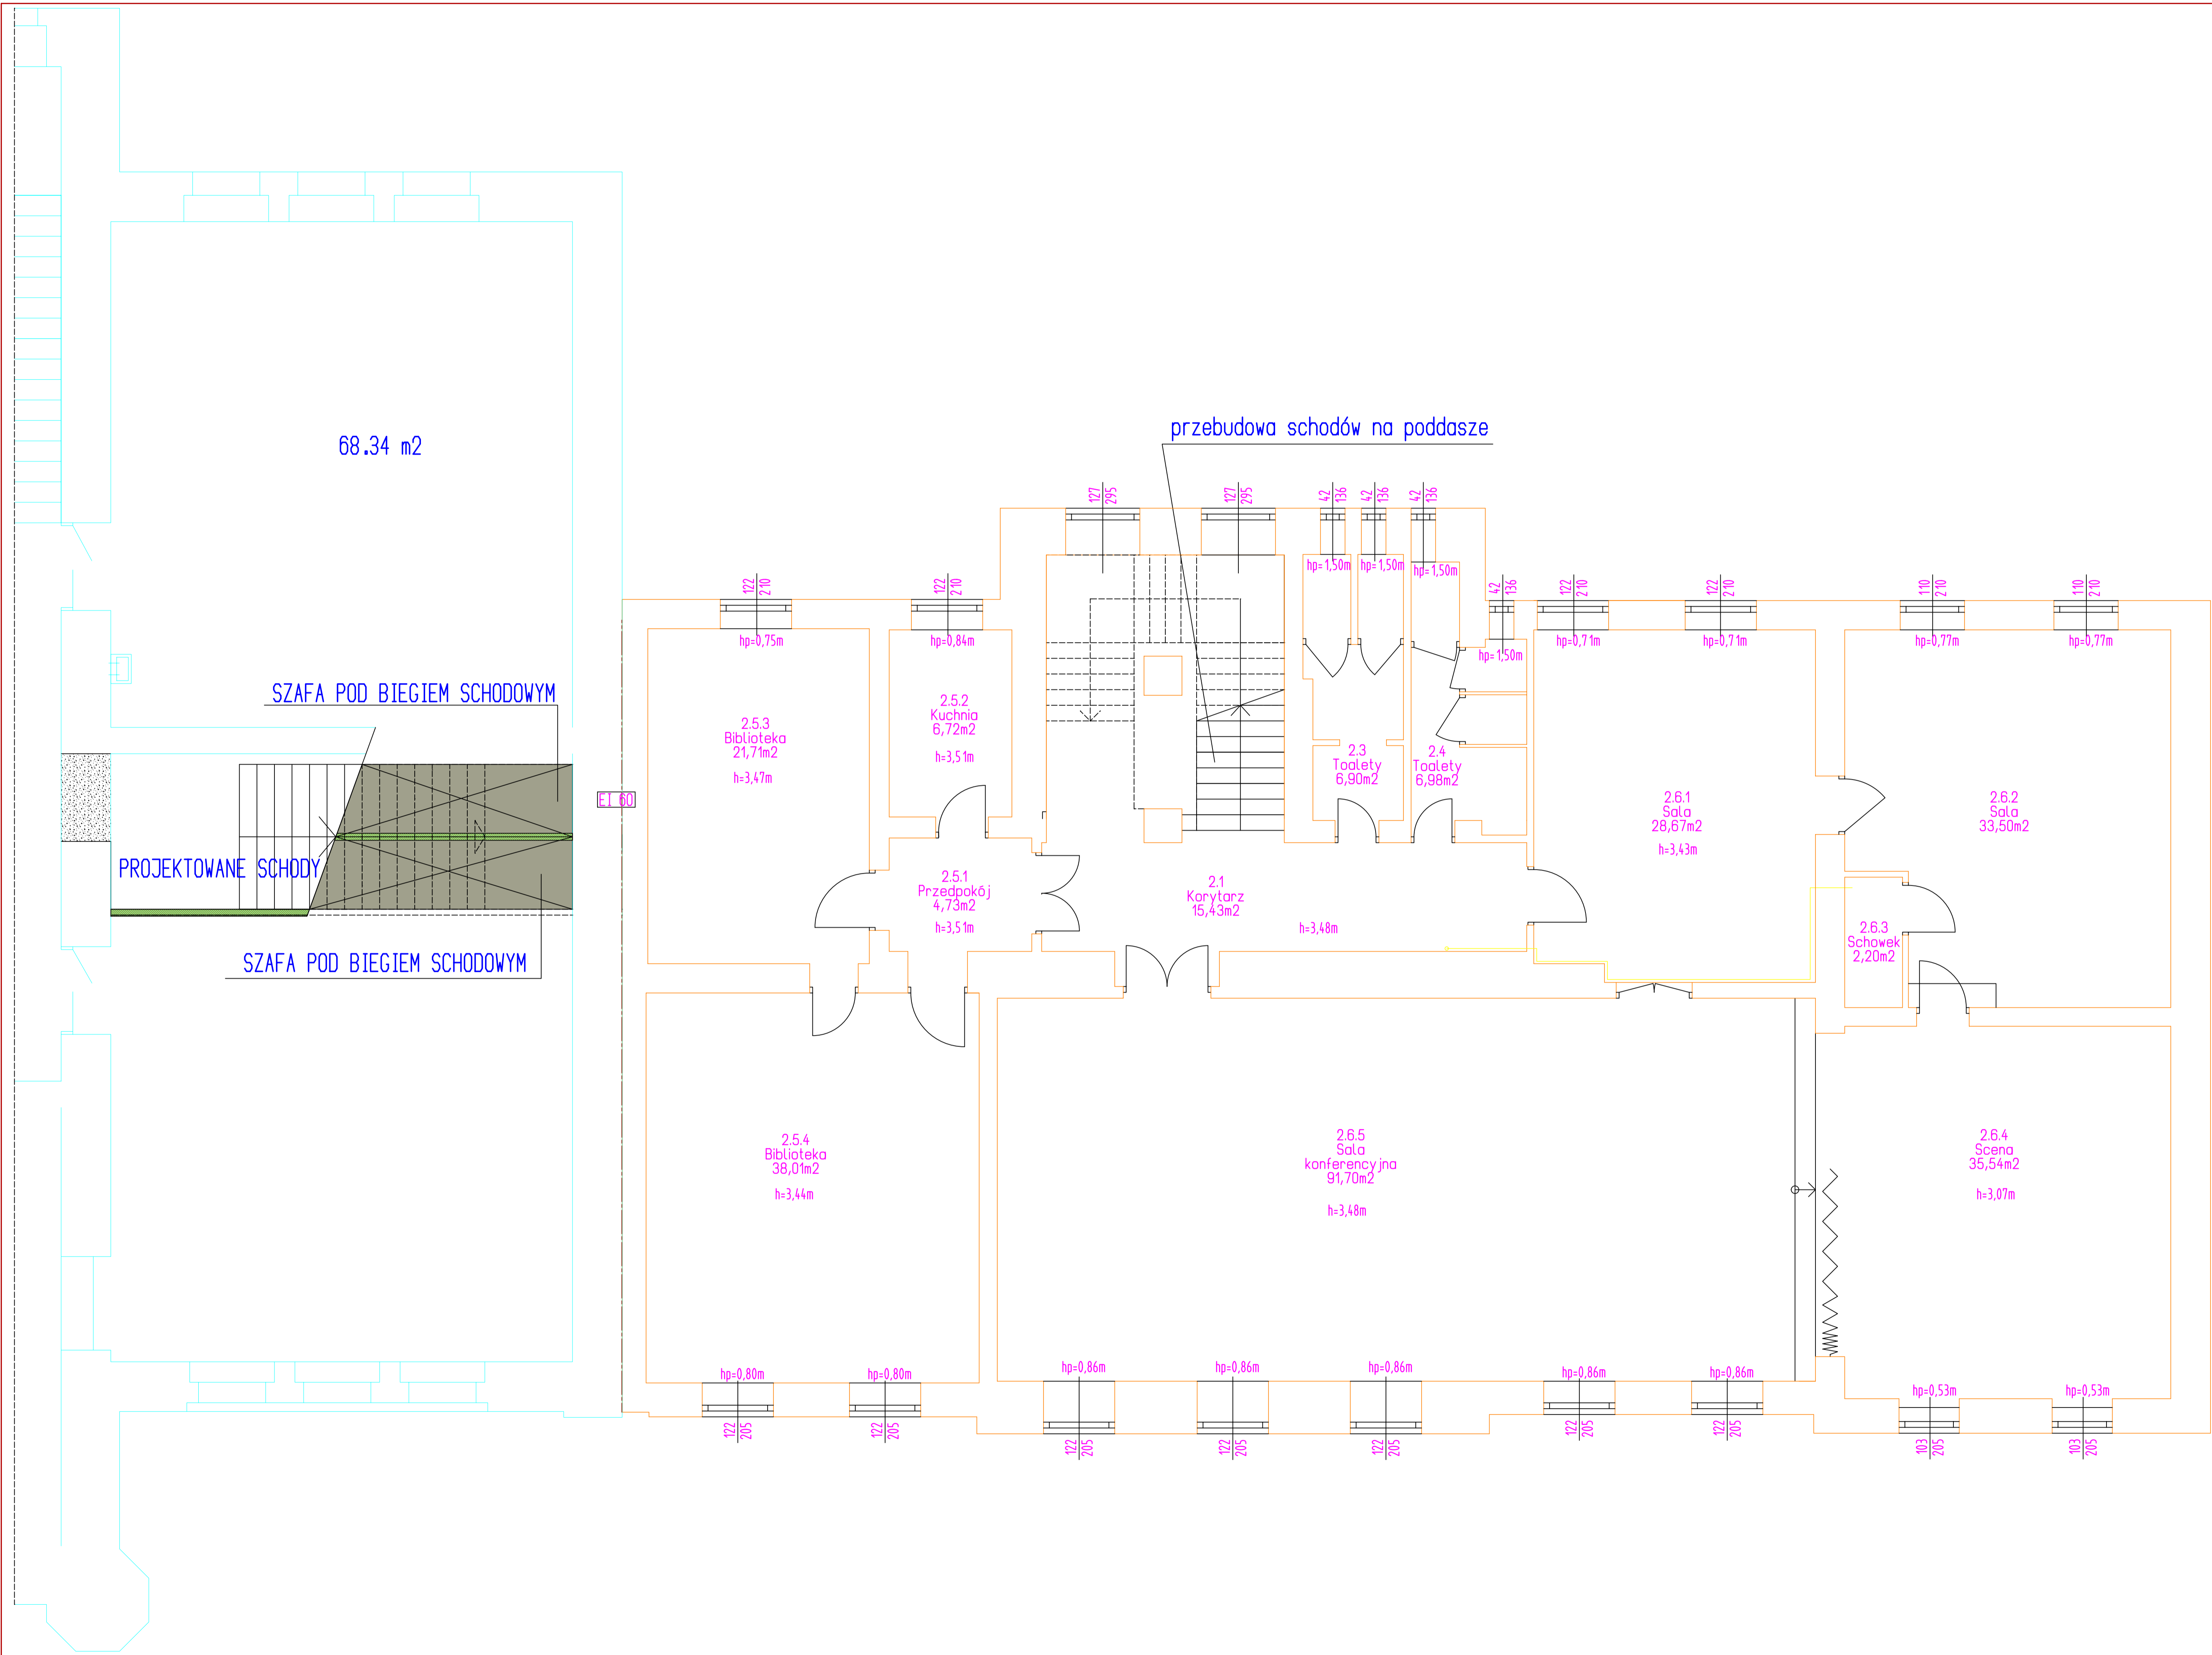 68.34 m2
przebudowa schodów na poddasze
127
295
127
295
42
136
42
136
42
136
42
136
122
210
122
210
122
210
122
210
110
210
110
210
hp=1,50m
hp=1,50m
hp=1,50m
hp=1,50m
hp=0,75m
hp=0,84m
hp=0,71m
hp=0,71m
hp=0,77m
hp=0,77m
SZAFA POD BIEGIEM SCHODOWYM
2.5.3
Biblioteka
21,71m2
h=3,47m
2.5.2
Kuchnia
6,72m2
h=3,51m
2.3
Toalety
6,90m2
2.4
Toalety
6,98m2
2.6.1
Sala
28,67m2
h=3,43m
2.6.2
Sala
33,50m2
EI 60
PROJEKTOWANE SCHODY
2.5.1
Przedpokój
4,73m2
h=3,51m
2.1
Korytarz
15,43m2
h=3,48m
2.6.3
Schowek
2,20m2
SZAFA POD BIEGIEM SCHODOWYM
2.5.4
Biblioteka
38,01m2
h=3,44m
2.6.5
Sala
konferencyjna
91,70m2
h=3,48m
2.6.4
Scena
35,54m2
h=3,07m
hp=0,80m
hp=0,80m
hp=0,86m
hp=0,86m
hp=0,86m
hp=0,86m
hp=0,86m
hp=0,53m
hp=0,53m
122
205
122
205
122
205
122
205
122
205
122
205
122
205
103
205
103
205